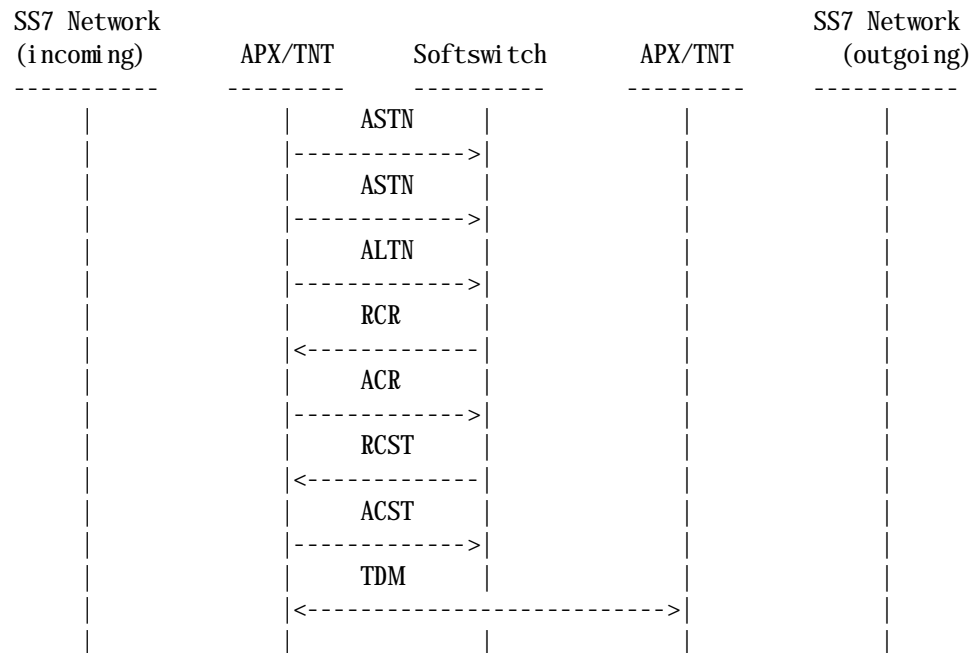 SS7 Network SS7 Network
(incoming) APX/TNT Softswitch APX/TNT (outgoing)
----------- --------- ---------- --------- -----------
| | ASTN | | |
| |------------->| | |
| | ASTN | | |
| |------------->| | |
| | ALTN | | |
| |------------->| | |
| | RCR | | |
| |<-------------| | |
| | ACR | | |
| |------------->| | |
| | RCST | | |
| |<-------------| | |
| | ACST | | |
| |------------->| | |
| | TDM | | |
| |<--------------------------->| |
| | | | |